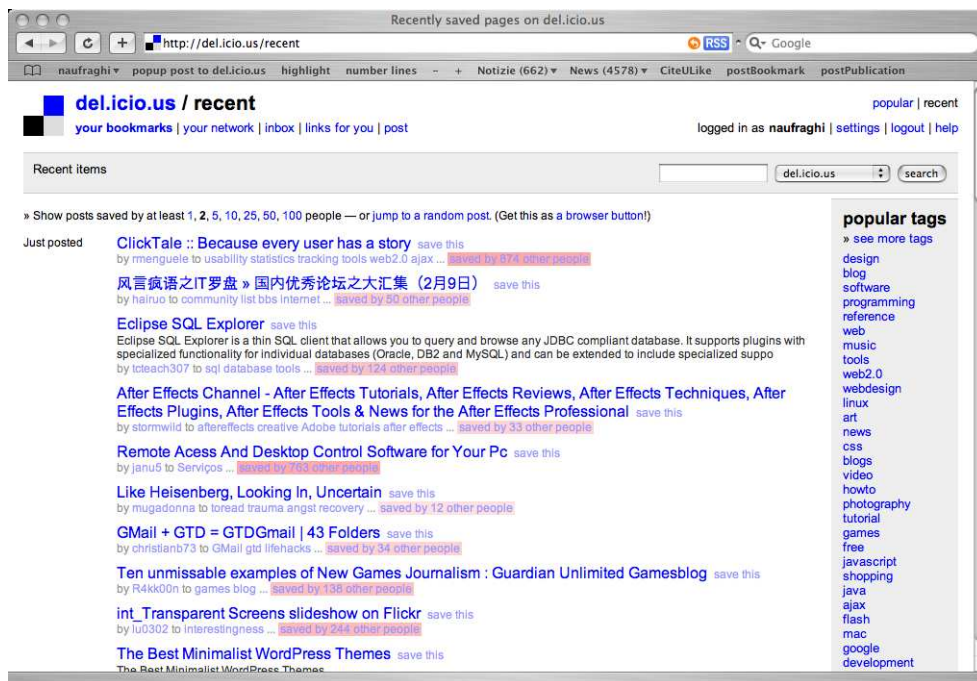 Recently saved pages on del.icio.us
http://del.icio.us/recent
RSS
Google
naufraghi popup post to del.icio.us highlight number lines - + Notizie (662) News (4578) CiteULike postBookmark postPublication
del.icio.us / recent
popular | recent
your bookmarks | your network | inbox | links for you | post
logged in as naufraghi | settings | logout | help
Recent items
del.icio.us
search
» Show posts saved by at least 1, 2, 5, 10, 25, 50, 100 people — or jump to a random post. (Get this as a browser button!)
Just posted
ClickTale :: Because every user has a story save this
by rmenguele to usability statistics tracking tools web2.0 ajax ... saved by 874 other people
风言疯语之IT罗盘 » 国内优秀论坛之大汇集（2月9日） save this
by hairuo to community list bbs internet ... saved by 50 other people
Eclipse SQL Explorer save this
Eclipse SQL Explorer is a thin SQL client that allows you to query and browse any JDBC compliant database. It supports plugins with
specialized functionality for individual databases (Oracle, DB2 and MySQL) and can be extended to include specialized suppo
by tcteach307 to sql database tools ... saved by 124 other people
After Effects Channel - After Effects Tutorials, After Effects Reviews, After Effects Techniques, After
Effects Plugins, After Effects Tools & News for the After Effects Professional save this
by stormwild to aftereffects creative Adobe tutorials after effects ... saved by 33 other people
Remote Acess And Desktop Control Software for Your Pc save this
by janu5 to Serviços ... saved by 763 other people
Like Heisenberg, Looking In, Uncertain save this
by mugadonna to toread trauma angst recovery ... saved by 12 other people
GMail + GTD = GTDGmail | 43 Folders save this
by christianb73 to GMail gtd lifehacks ... saved by 34 other people
Ten unmissable examples of New Games Journalism : Guardian Unlimited Gamesblog save this
by R4kk00n to games blog ... saved by 138 other people
int_Transparent Screens slideshow on Flickr save this
by lu0302 to interestingness ... saved by 244 other people
The Best Minimalist WordPress Themes save this
The Best Minimalist WordPress Themes
popular tags
» see more tags
design
blog
software
programming
reference
web
music
tools
web2.0
webdesign
linux
art
news
css
blogs
video
howto
photography
tutorial
games
free
javascript
shopping
java
ajax
flash
mac
google
development